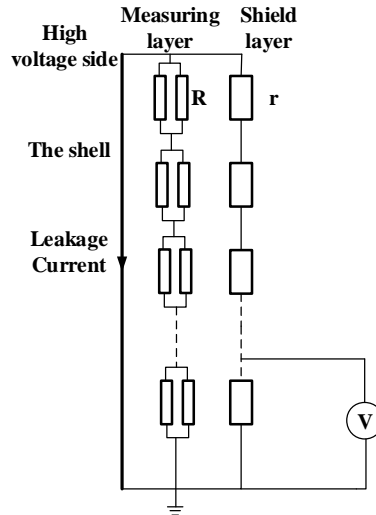 High
voltage side
Measuring
layer
Shield
layer
R
r
The shell
Leakage
Current
V